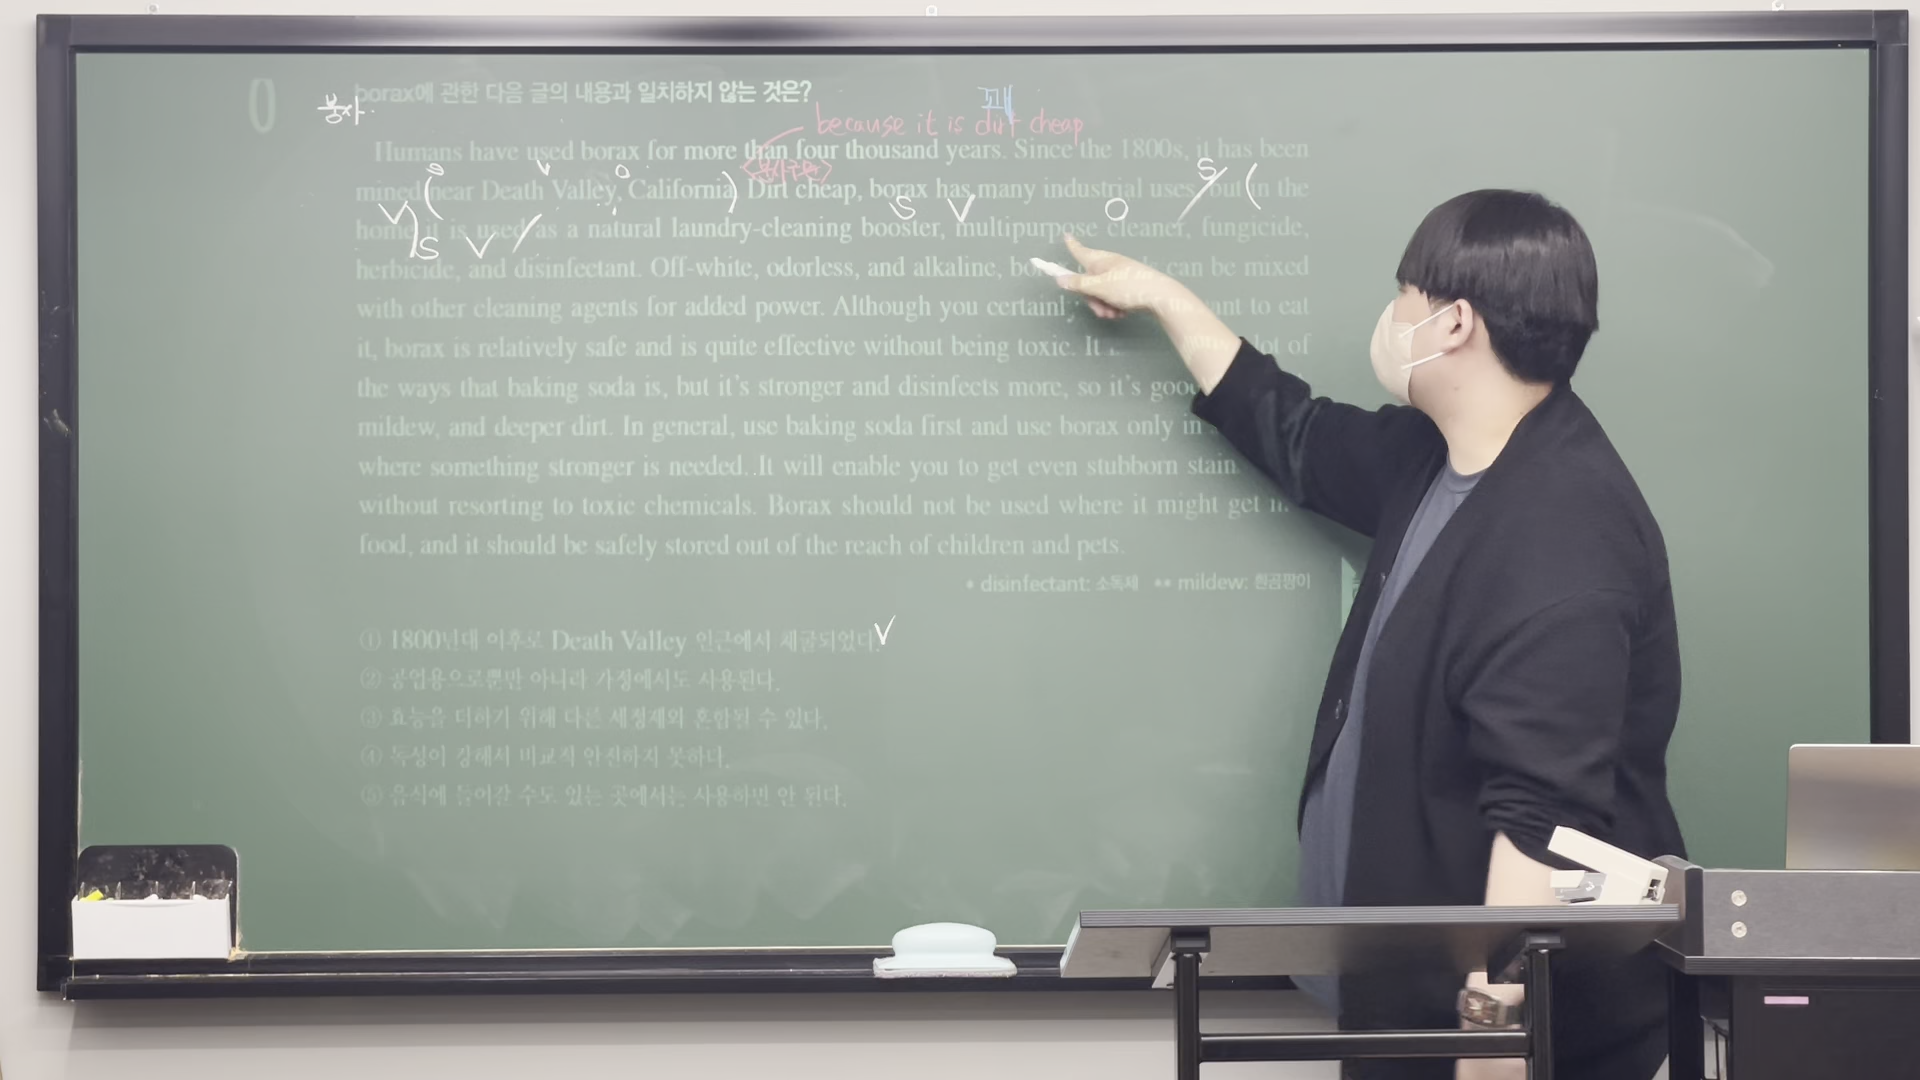 0
borax에 관한 다음 글의 내용과 일치하지 않는 것은?
붕사
꽤
because it is dirt cheap
Humans have used borax for more than four thousand years. Since the 1800s, it has been
<분사구문>
S V O S
mined near Death Valley, California. Dirt cheap, borax has many industrial uses, but in the
V S V O
home it is used as a natural laundry-cleaning booster, multipurpose cleaner, fungicide,
S V
herbicide, and disinfectant. Off-white, odorless, and alkaline, can be mixed
with other cleaning agents for added power. Although you to eat
it, borax is relatively safe and is quite effective without being toxic. It lot of
the ways that baking soda is, but it's stronger and disinfects more, so it's
mildew, and deeper dirt. In general, use baking soda first and use borax only in
where something stronger is needed. It will enable you to get even stubborn
without resorting to toxic chemicals. Borax should not be used where it might get
food, and it should be safely stored out of the reach of children and pets.
* disinfectant: 소독제 ** mildew: 흰곰팡이
① 1800년대 이후로 Death Valley 인근에서 채굴되었다. V
② 공업용으로뿐만 아니라 가정에서도 사용된다.
③ 효능을 더하기 위해 다른 세정제와 혼합될 수 있다.
④ 독성이 강해서 비교적 안전하지 못하다.
⑤ 음식에 들어갈 수도 있는 곳에서는 사용하면 안 된다.